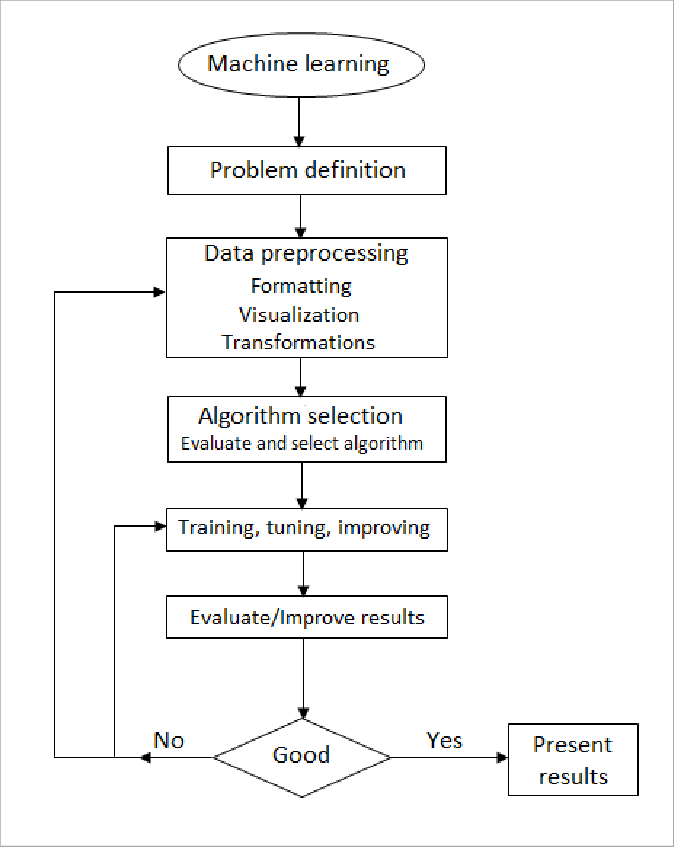 Machine learning
Problem definition
Data preprocessing
Formatting
Visualization
Transformations
Algorithm selection
Evaluate and select algorithm
Training, tuning, improving
Evaluate/Improve results
No
Good
Yes
Present
results